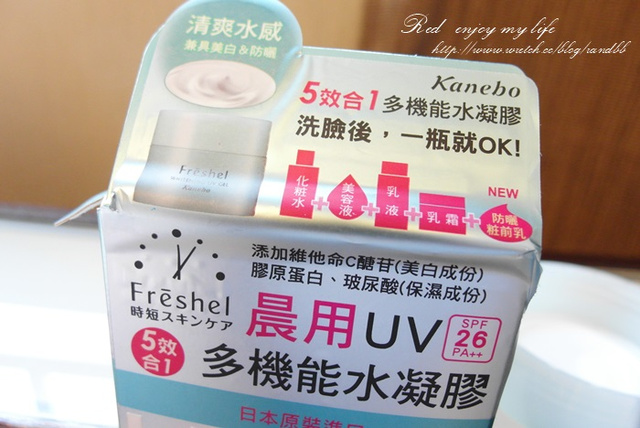 Red enjoy my life
http://www.wretch.cc/blog/randbb
清爽水感
兼具美白&防曬
Kanebo
5效合1多機能水凝膠
洗臉後，一瓶就OK!
Freshel
Kanebo
NEW
化粧水+美容液+乳液+乳霜+防曬粧前乳
添加維他命C醣苷(美白成份)
膠原蛋白、玻尿酸(保濕成份)
Frēshel
時短スキンケア
晨用UV
SPF
26
PA++
5效
合1
多機能水凝膠
日本原裝進口